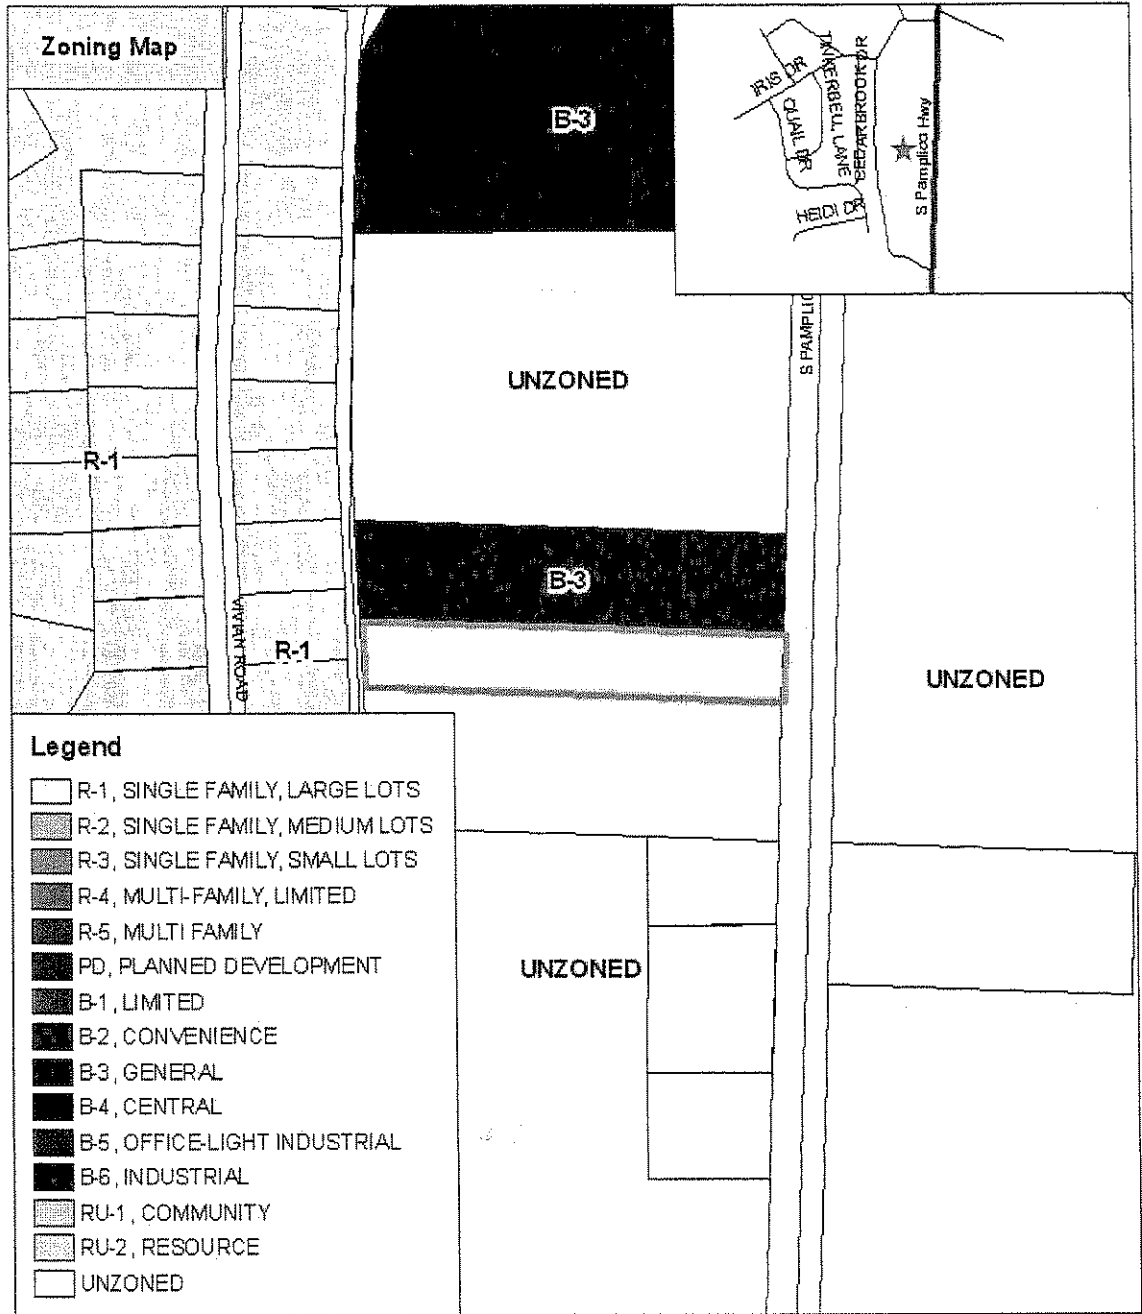 Zoning Map
B-3
IRIS DR
QUAIL DR
TINKERBELL LANE
CEDARBROOK DR
HEIDI DR
S Pamplico Hwy
S PAMPLIC
UNZONED
R-1
B-3
VIVIAN ROAD
R-1
UNZONED
UNZONED
Legend
R-1, SINGLE FAMILY, LARGE LOTS
R-2, SINGLE FAMILY, MEDIUM LOTS
R-3, SINGLE FAMILY, SMALL LOTS
R-4, MULTI-FAMILY, LIMITED
R-5, MULTI FAMILY
PD, PLANNED DEVELOPMENT
B-1, LIMITED
B-2, CONVENIENCE
B-3, GENERAL
B-4, CENTRAL
B-5, OFFICE-LIGHT INDUSTRIAL
B-6, INDUSTRIAL
RU-1, COMMUNITY
RU-2, RESOURCE
UNZONED